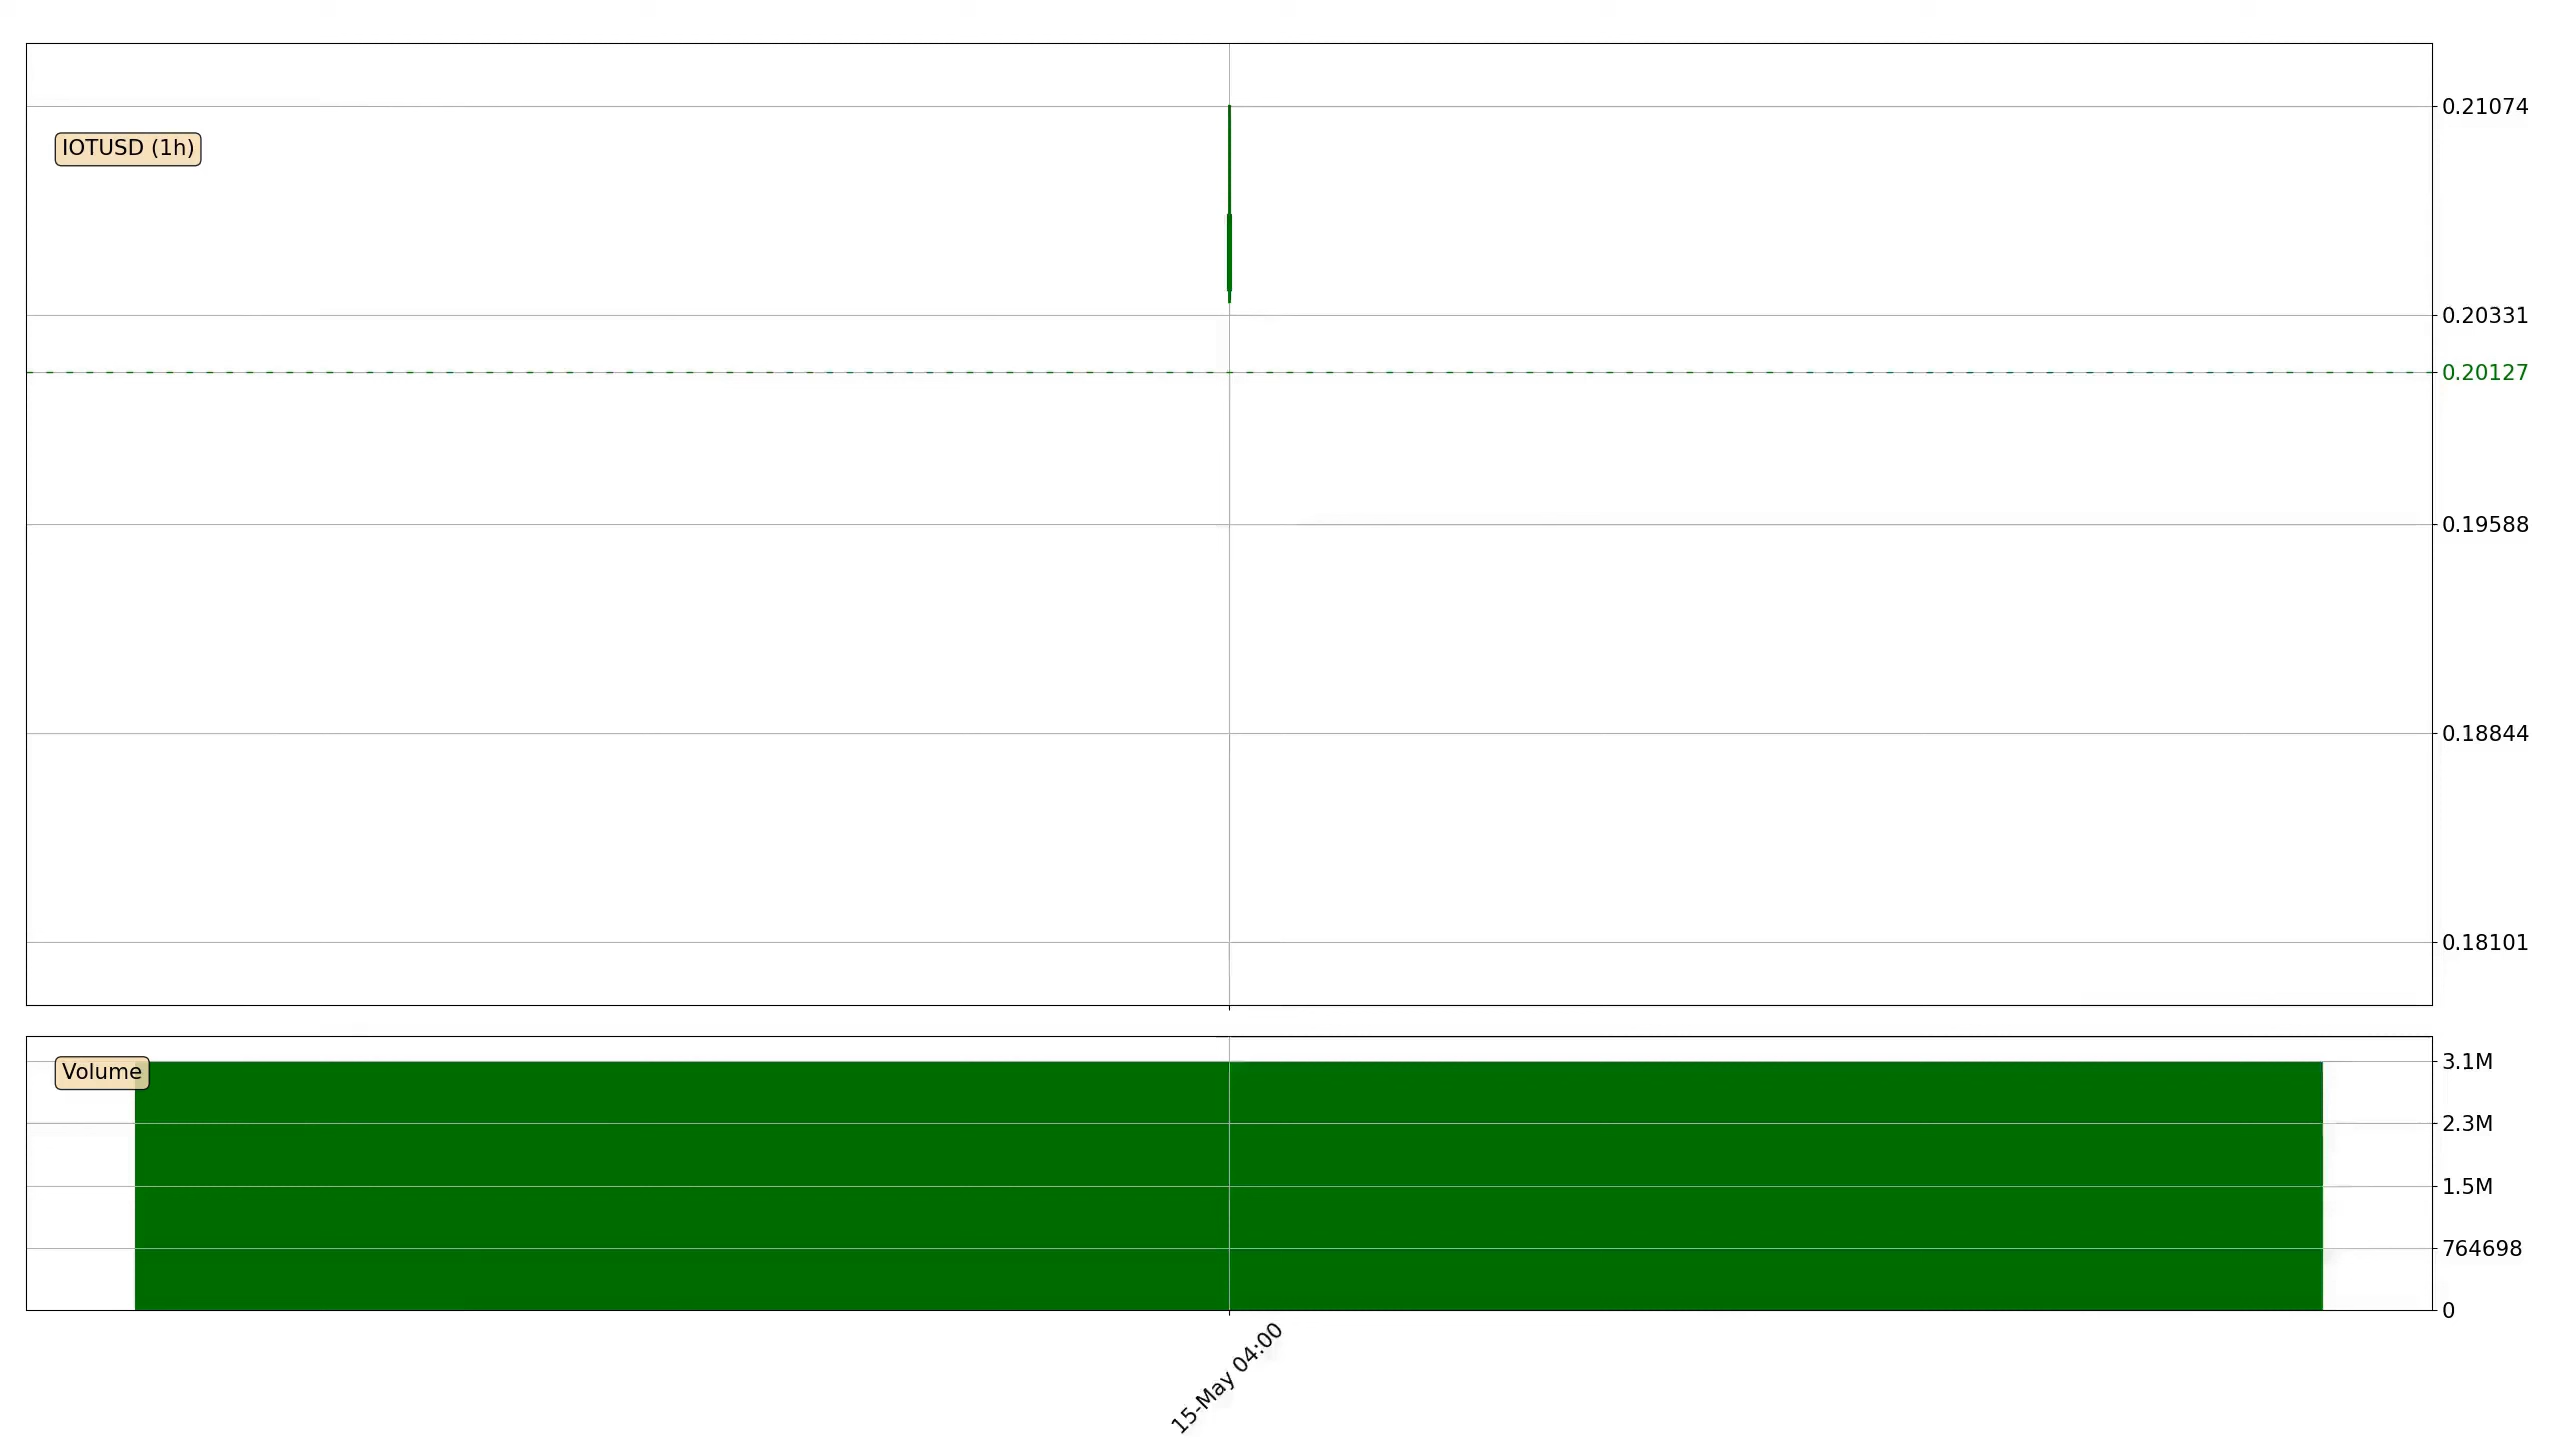 0.21074
IOTUSD (1h)
0.20331
0.20127
0.19588
0.18844
0.18101
Volume
3.1M
2.3M
1.5M
764698
0
15-May 04:00